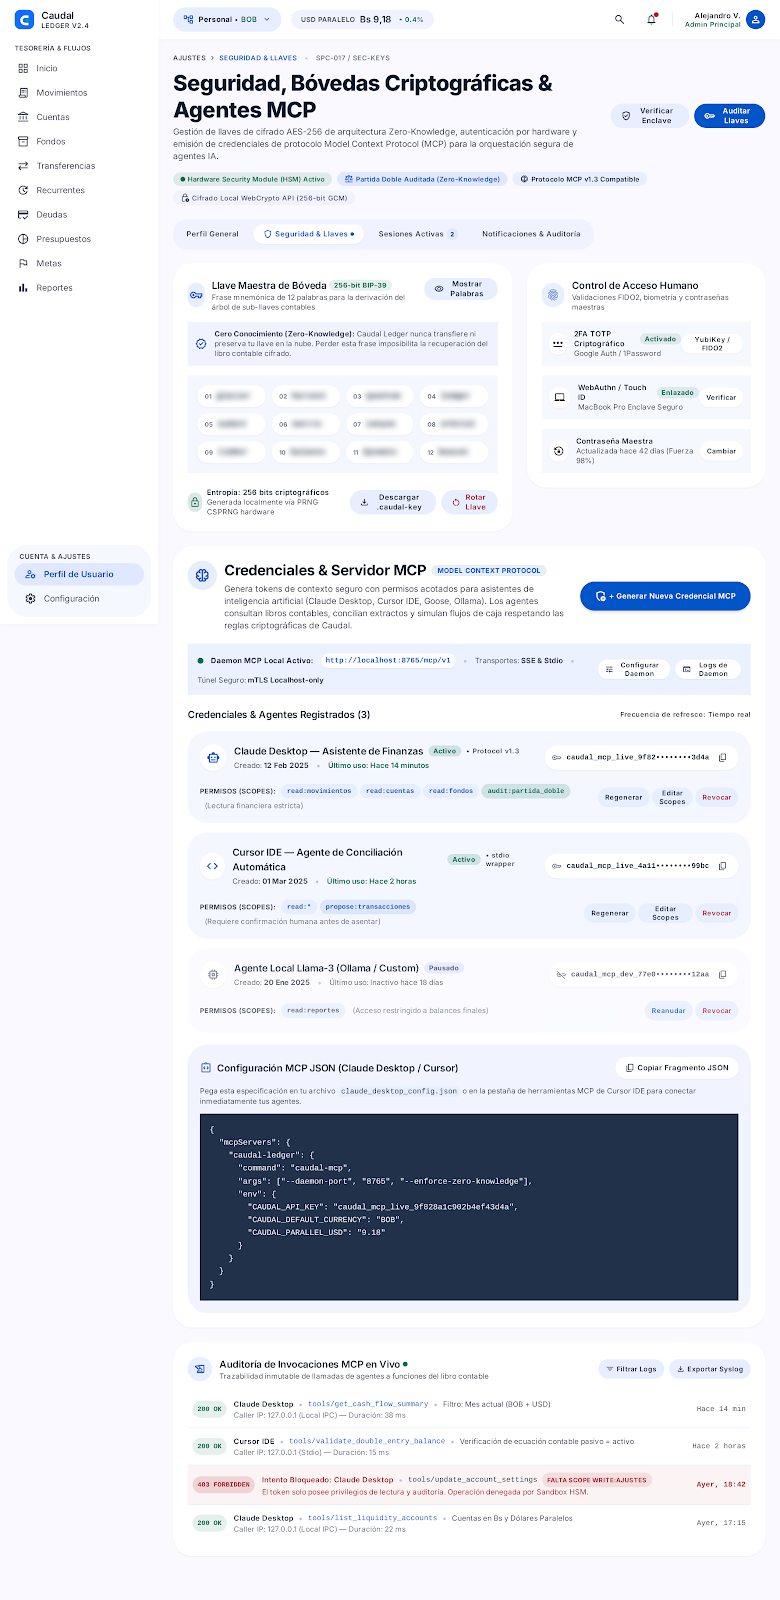 Caudal
LEDGER V2.4
TESORERÍA & FLUJOS
Inicio
Movimientos
Cuentas
Fondos
Transferencias
Recurrentes
Deudas
Presupuestos
Metas
Reportes
CUENTA & AJUSTES
Perfil de Usuario
Configuración
Personal • BOB
USD PARALELO Bs 9,18 • 0.4%
Alejandro V.
Admin Principal
AJUSTES > SEGURIDAD & LLAVES • SPC-017 / SEC-KEYS
Seguridad, Bóvedas Criptográficas &
Agentes MCP
Gestión de llaves de cifrado AES-256 de arquitectura Zero-Knowledge, autenticación por hardware y
emisión de credenciales de protocolo Model Context Protocol (MCP) para la orquestación segura de
agentes IA.
Verificar
Enclave
Auditar
Llaves
Hardware Security Module (HSM) Activo
Partida Doble Auditada (Zero-Knowledge)
Protocolo MCP v1.3 Compatible
Cifrado Local WebCrypto API (256-bit GCM)
Perfil General
Seguridad & Llaves •
Sesiones Activas 2
Notificaciones & Auditoría
Llave Maestra de Bóveda 256-bit BIP-39
Frase mnemónica de 12 palabras para la derivación del
árbol de sub-llaves contables
Mostrar
Palabras
Cero Conocimiento (Zero-Knowledge): Caudal Ledger nunca transfiere ni
preserva tu llave en la nube. Perder esta frase imposibilita la recuperación del
libro contable cifrado.
01 02 03 04
05 06 07 08
09 10 11 12
Entropía: 256 bits criptográficos
Generada localmente vía PRNG
CSPRNG hardware
Descargar
.caudal-key
Rotar
Llave
Control de Acceso Humano
Validaciones FIDO2, biometría y contraseñas
maestras
2FA TOTP
Criptográfico
Activado
Google Auth / 1Password
YubiKey /
FIDO2
WebAuthn / Touch
ID
Enlazado
MacBook Pro Enclave Seguro
Verificar
Contraseña Maestra
Actualizada hace 42 días (Fuerza
98%)
Cambiar
Credenciales & Servidor MCP MODEL CONTEXT PROTOCOL
Genera tokens de contexto seguro con permisos acotados para asistentes de
inteligencia artificial (Claude Desktop, Cursor IDE, Goose, Ollama). Los agentes
consultan libros contables, concilian extractos y simulan flujos de caja respetando las
reglas criptográficas de Caudal.
+ Generar Nueva Credencial MCP
Daemon MCP Local Activo: http://localhost:8765/mcp/v1 • Transportes: SSE & Stdio •
Túnel Seguro: mTLS Localhost-only
Configurar
Daemon
Logs de
Daemon
Credenciales & Agentes Registrados (3)
Frecuencia de refresco: Tiempo real
Claude Desktop — Asistente de Finanzas Activo • Protocol v1.3
Creado: 12 Feb 2025 • Último uso: Hace 14 minutos
caudal_mcp_live_9f82••••••••3d4a
PERMISOS (SCOPES): read:movimientos read:cuentas read:fondos audit:partida_doble
(Lectura financiera estricta)
Regenerar
Editar
Scopes
Revocar
Cursor IDE — Agente de Conciliación
Automática
Activo
• stdio
wrapper
Creado: 01 Mar 2025 • Último uso: Hace 2 horas
caudal_mcp_live_4a11••••••••99bc
PERMISOS (SCOPES): read:* propose:transacciones
(Requiere confirmación humana antes de asentar)
Regenerar
Editar
Scopes
Revocar
Agente Local Llama-3 (Ollama / Custom) Pausado
Creado: 20 Ene 2025 • Último uso: Inactivo hace 18 días
caudal_mcp_dev_77e0••••••••12aa
PERMISOS (SCOPES): read:reportes (Acceso restringido a balances finales)
Reanudar
Revocar
Configuración MCP JSON (Claude Desktop / Cursor)
Copiar Fragmento JSON
Pega esta especificación en tu archivo claude_desktop_config.json o en la pestaña de herramientas MCP de Cursor IDE para conectar
inmediatamente tus agentes.
{
"mcpServers": {
"caudal-ledger": {
"command": "caudal-mcp",
"args": ["--daemon-port", "8765", "--enforce-zero-knowledge"],
"env": {
"CAUDAL_API_KEY": "caudal_mcp_live_9f828a1c902b4ef43d4a",
"CAUDAL_DEFAULT_CURRENCY": "BOB",
"CAUDAL_PARALLEL_USD": "9.18"
}
}
}
}
Auditoría de Invocaciones MCP en Vivo
Trazabilidad inmutable de llamadas de agentes a funciones del libro contable
Filtrar Logs
Exportar Syslog
200 OK
Claude Desktop • tools/get_cash_flow_summary • Filtro: Mes actual (BOB + USD)
Caller IP: 127.0.0.1 (Local IPC) — Duración: 38 ms
Hace 14 min
200 OK
Cursor IDE • tools/validate_double_entry_balance • Verificación de ecuación contable pasivo = activo
Caller IP: 127.0.0.1 (Stdio) — Duración: 15 ms
Hace 2 horas
403 FORBIDDEN
Intento Bloqueado: Claude Desktop • tools/update_account_settings FALTA SCOPE WRITE:AJUSTES
El token solo posee privilegios de lectura y auditoría. Operación denegada por Sandbox HSM.
Ayer, 18:42
200 OK
Claude Desktop • tools/list_liquidity_accounts • Cuentas en Bs y Dólares Paralelos
Caller IP: 127.0.0.1 (Local IPC) — Duración: 22 ms
Ayer, 17:15